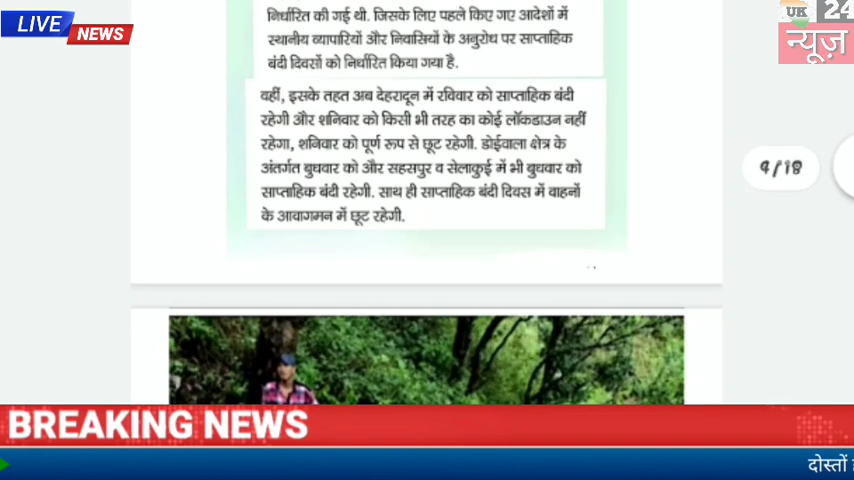 LIVE
NEWS
UK 24
न्यूज़
निर्धारित की गई थी. जिसके लिए पहले किए गए आदेशों में
स्थानीय व्यापारियों और निवासियों के अनुरोध पर साप्ताहिक
बंदी दिवसों को निर्धारित किया गया है.
वहीं, इसके तहत अब देहरादून में रविवार को साप्ताहिक बंदी
रहेगी और शनिवार को किसी भी तरह का कोई लॉकडाउन नहीं
रहेगा, शनिवार को पूर्ण रूप से छूट रहेगी. डोईवाला क्षेत्र के
अंतर्गत बुधवार को और सहसपुर व सेलाकुई में भी बुधवार को
साप्ताहिक बंदी रहेगी. साथ ही साप्ताहिक बंदी दिवस में वाहनों
के आवागमन में छूट रहेगी.
9/18
BREAKING NEWS
दोस्तों